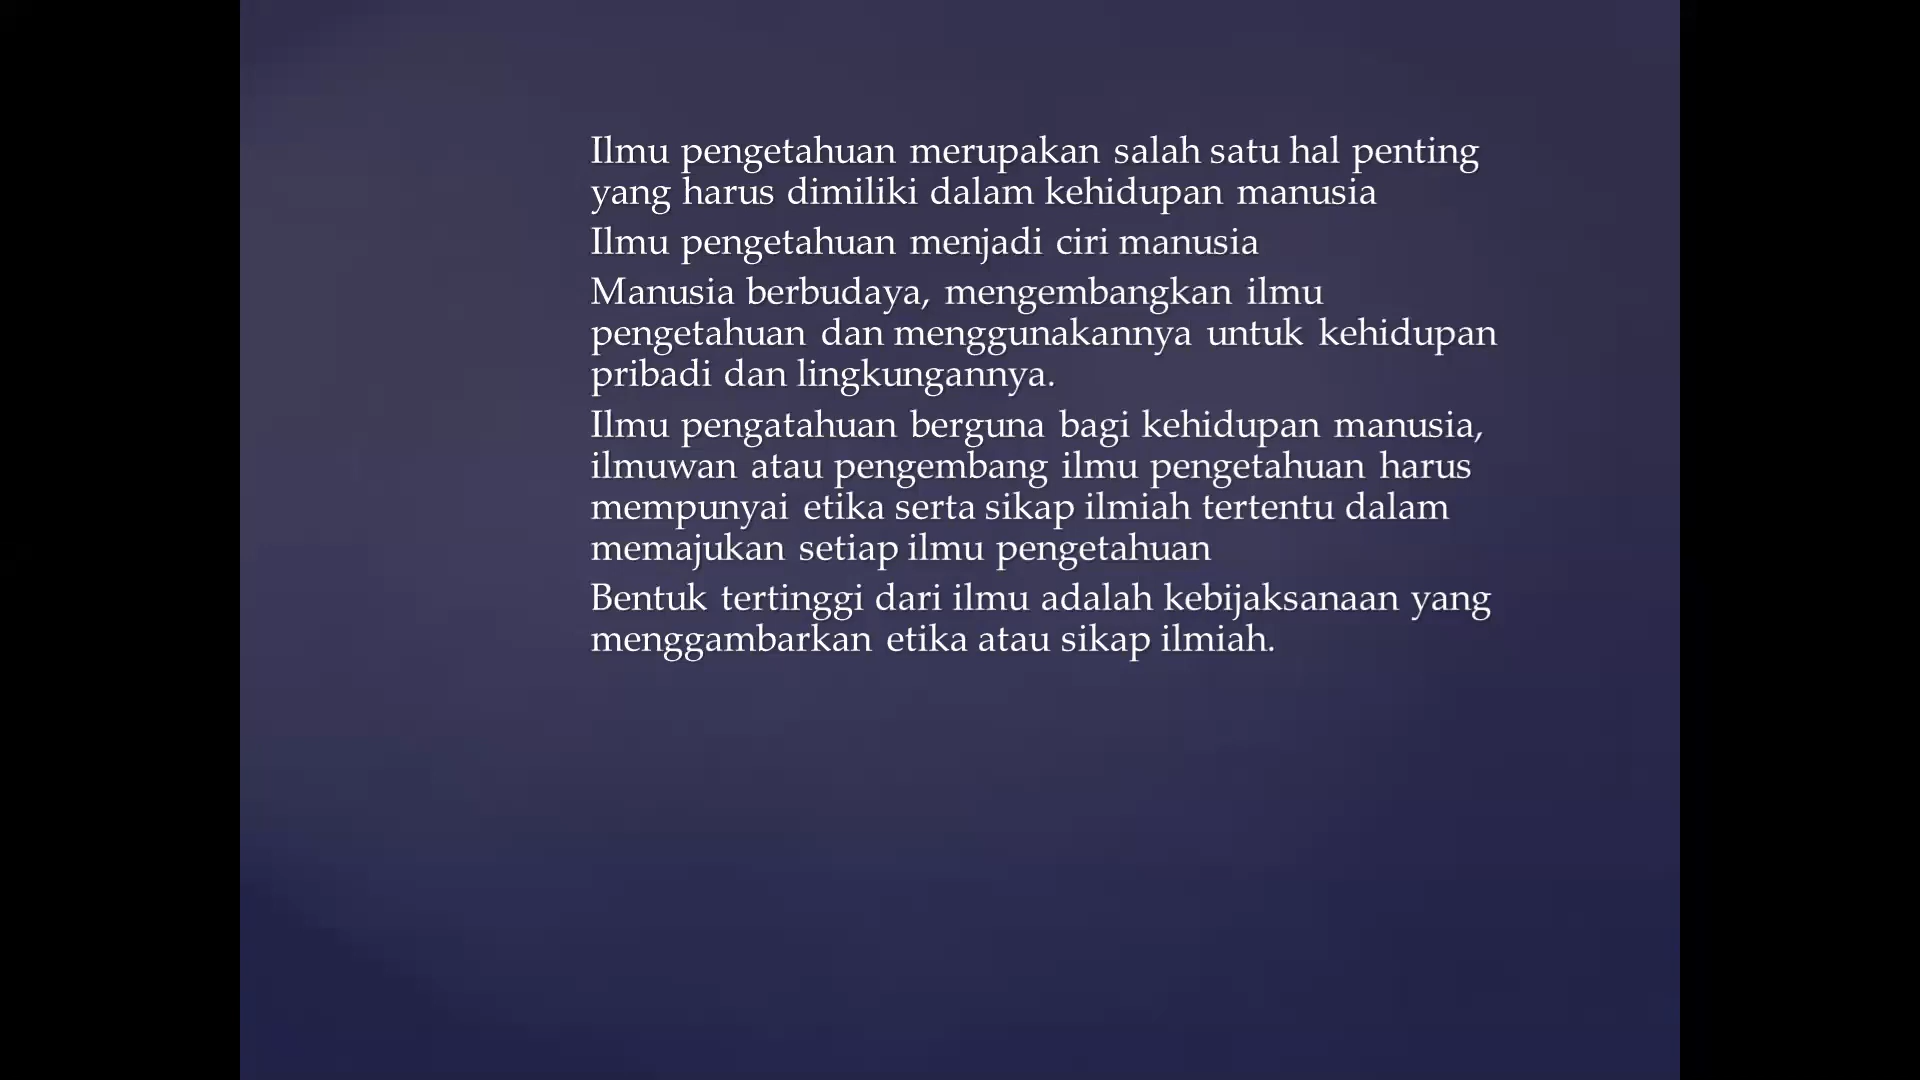 Ilmu pengetahuan merupakan salah satu hal penting
yang harus dimiliki dalam kehidupan manusia
Ilmu pengetahuan menjadi ciri manusia
Manusia berbudaya, mengembangkan ilmu
pengetahuan dan menggunakannya untuk kehidupan
pribadi dan lingkungannya.
Ilmu pengatahuan berguna bagi kehidupan manusia,
ilmuwan atau pengembang ilmu pengetahuan harus
mempunyai etika serta sikap ilmiah tertentu dalam
memajukan setiap ilmu pengetahuan
Bentuk tertinggi dari ilmu adalah kebijaksanaan yang
menggambarkan etika atau sikap ilmiah.